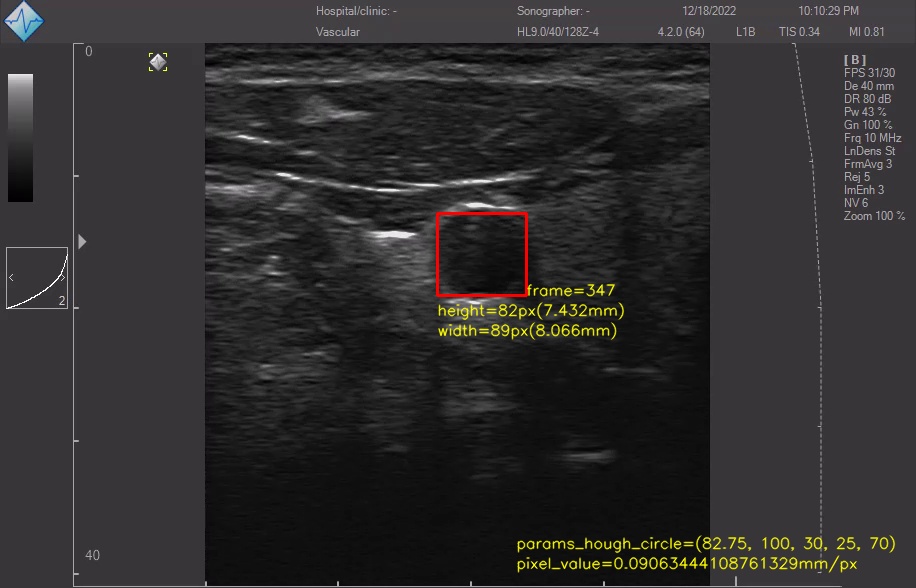 Hospital/clinic: - Sonographer: - 12/18/2022 10:10:29 PM
Vascular HL9.0/40/128Z-4 4.2.0 (64) L1B TIS 0.34 MI 0.81
0
[ B ]
FPS 31/30
De 40 mm
DR 80 dB
Pw 43 %
Gn 100 %
Frq 10 MHz
LnDens St
FrmAvg 3
Rej 5
ImEnh 3
NV 6
Zoom 100 %
2
frame=347
height=82px(7.432mm)
width=89px(8.066mm)
params_hough_circle=(82.75, 100, 30, 25, 70)
40
pixel_value=0.09063444108761329mm/px